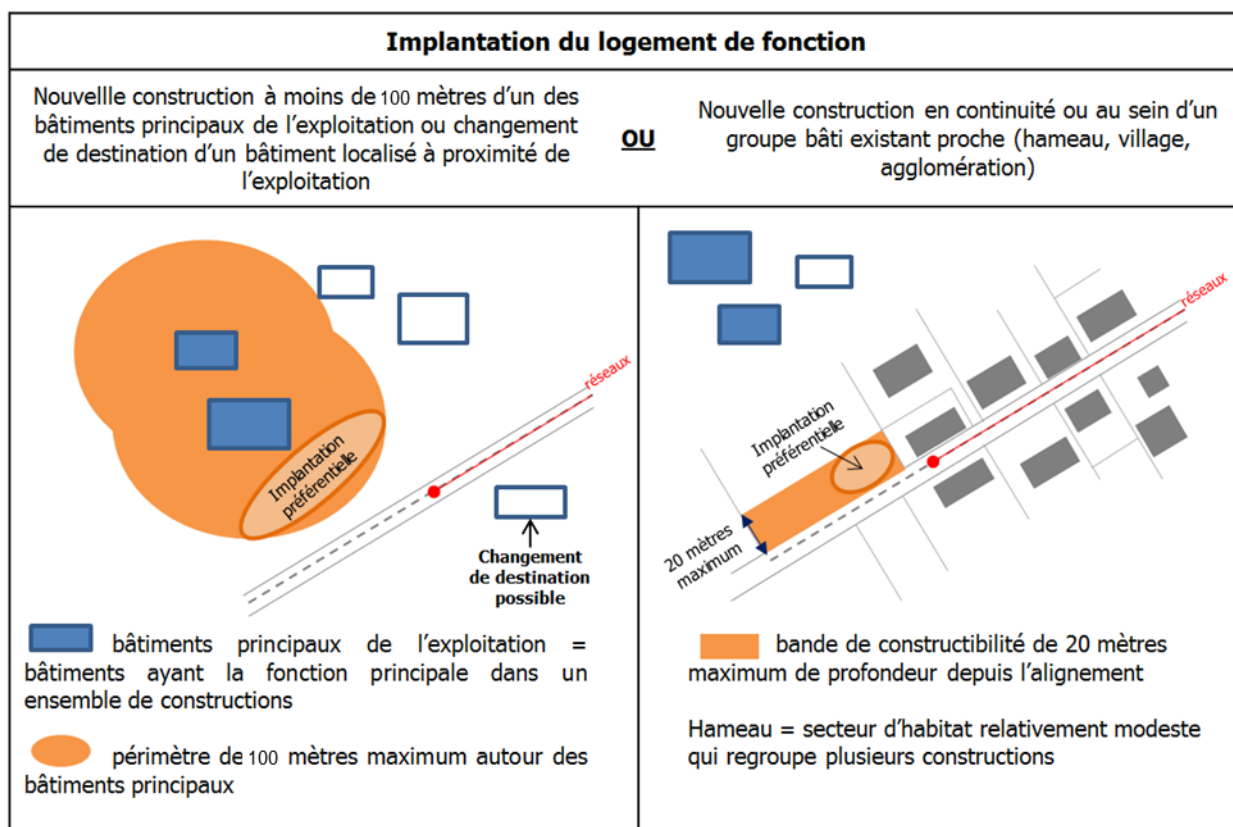 Implantation du logement de fonction
Nouvellle construction à moins de 100 mètres d'un des
bâtiments principaux de l'exploitation ou changement
de destination d'un bâtiment localisé à proximité de
l'exploitation
OU
Nouvelle construction en continuité ou au sein d'un
groupe bâti existant proche (hameau, village,
agglomération)
réseaux
Implantation
préférentielle
Changement
de destination
possible
bâtiments principaux de l'exploitation =
bâtiments ayant la fonction principale dans un
ensemble de constructions
périmètre de 100 mètres maximum autour des
bâtiments principaux
réseaux
Implantation
préférentielle
20 mètres
maximum
bande de constructibilité de 20 mètres
maximum de profondeur depuis l'alignement
Hameau = secteur d'habitat relativement modeste
qui regroupe plusieurs constructions